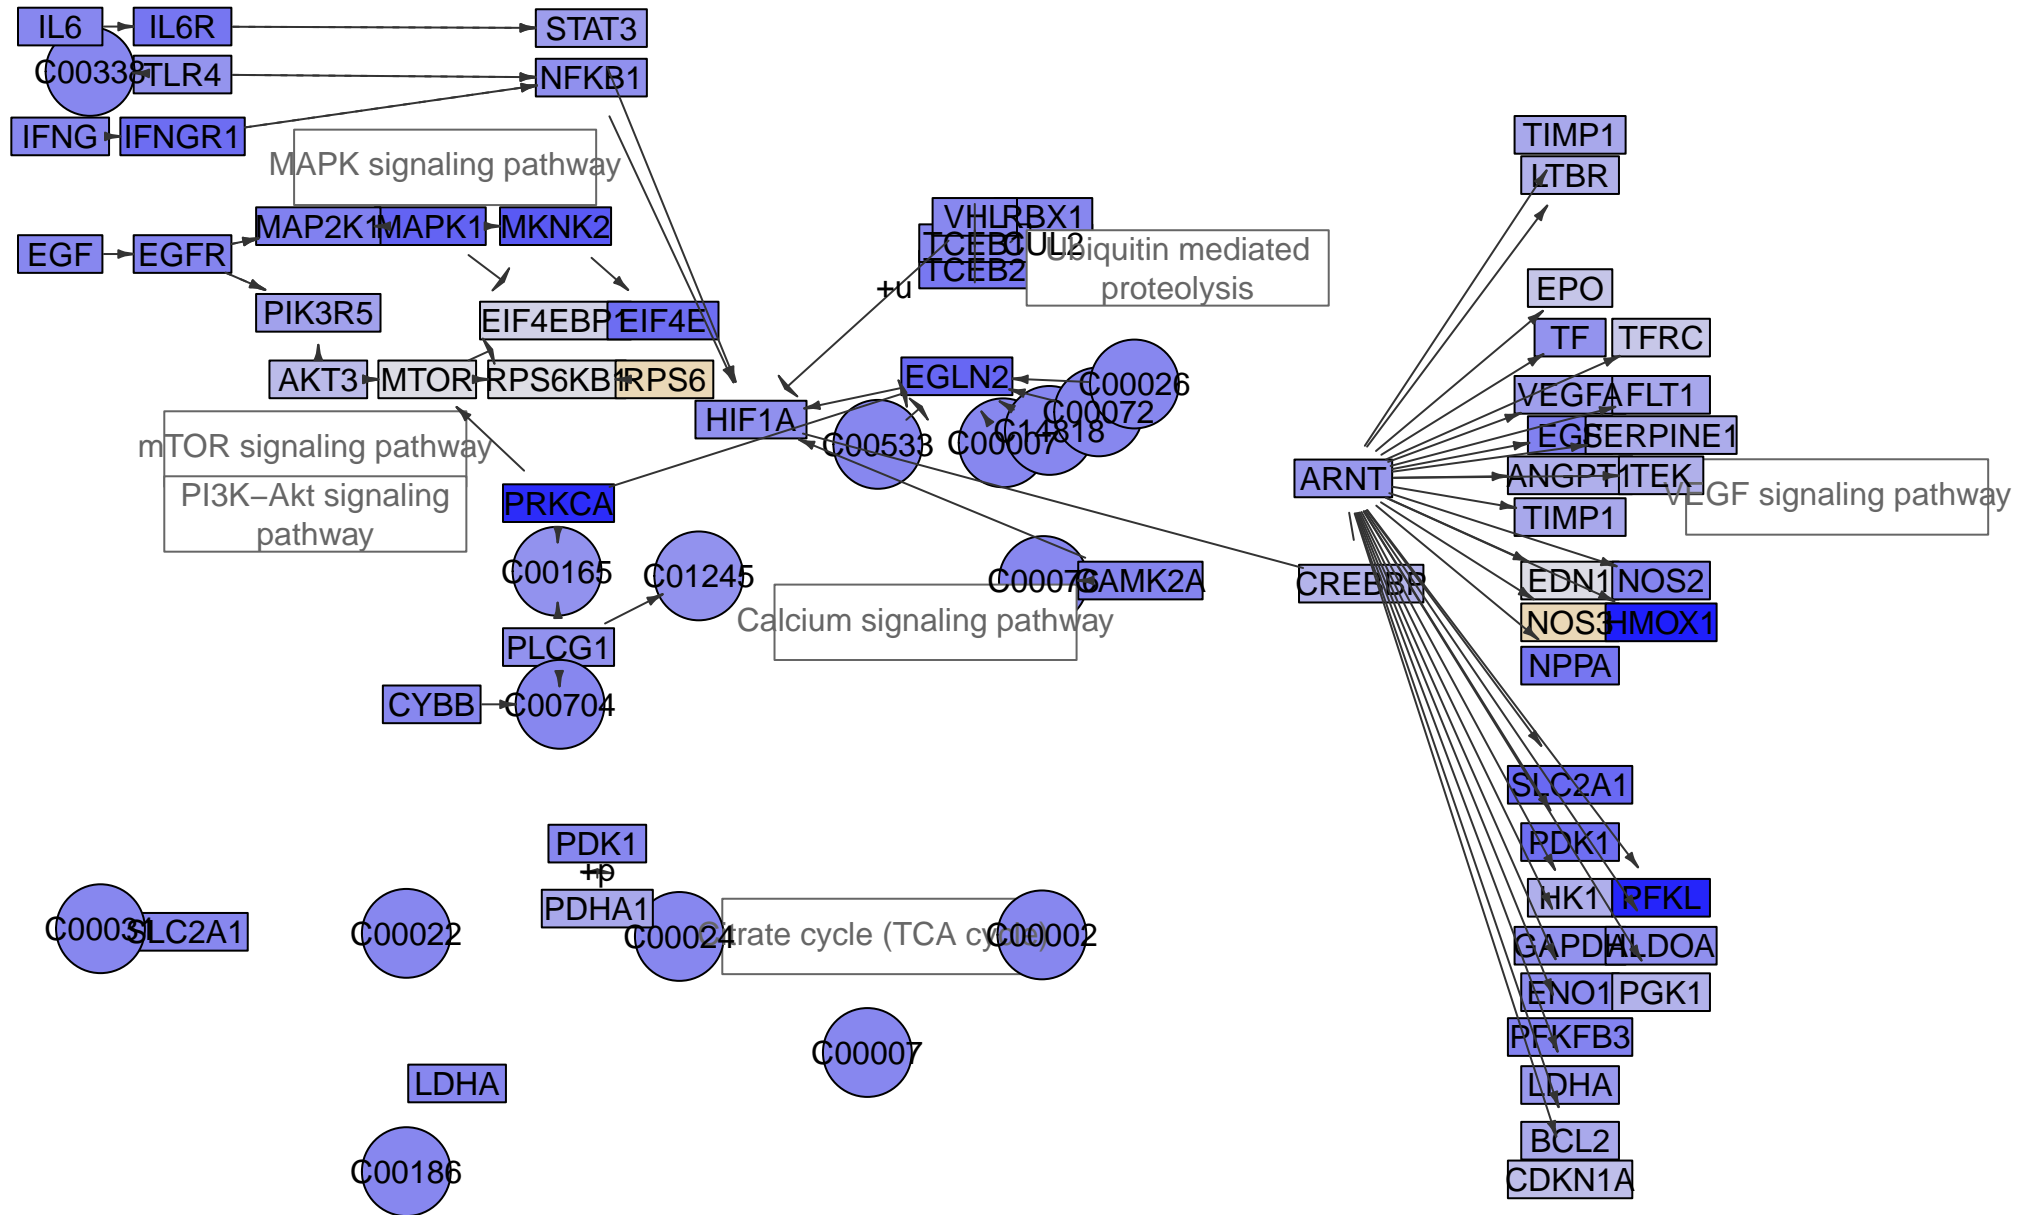 IL6
IL6R
STAT3
C00338
TLR4
NFKB1
IFNG
IFNGR1
MAPK signaling pathway
TIMP1
LTBR
MAP2K1
MAPK1
MKNK2
VHL
RBX1
EGF
EGFR
TCEB1
CUL2
Ubiquitin mediated
proteolysis
TCEB2
+u
EPO
PIK3R5
EIF4EBP1
EIF4E
TF
TFRC
AKT3
MTOR
RPS6KB1
RPS6
EGLN2
C00026
HIF1A
C00072
C14818
C00007
C00533
VEGFA
FLT1
EGF
SERPINE1
mTOR signaling pathway
ARNT
ANGPT1
TEK
VEGF signaling pathway
PI3K–Akt signaling
pathway
PRKCA
TIMP1
C00165
C01245
C00076
CAMK2A
CREBBP
EDN1
NOS2
Calcium signaling pathway
NOS3
HMOX1
PLCG1
NPPA
CYBB
C00704
SLC2A1
PDK1
+p
PDK1
PDHA1
HK1
PFKL
C00031
SLC2A1
C00022
C00024
Citrate cycle (TCA cycle)
C00002
GAPDH
ALDOA
ENO1
PGK1
C00007
PFKFB3
LDHA
LDHA
BCL2
C00186
CDKN1A